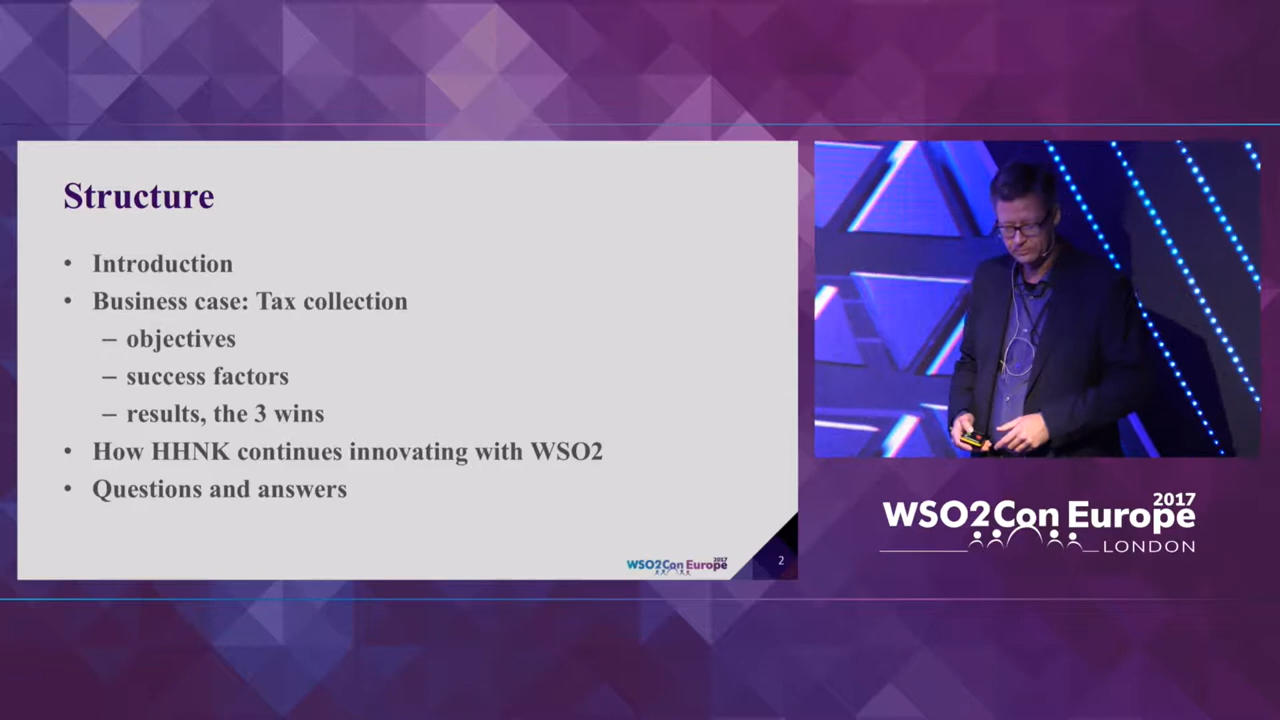 Structure
• Introduction
• Business case: Tax collection
– objectives
– success factors
– results, the 3 wins
• How HHNK continues innovating with WSO2
• Questions and answers
WSO2Con Europe 2017
2
WSO2Con Europe 2017
LONDON